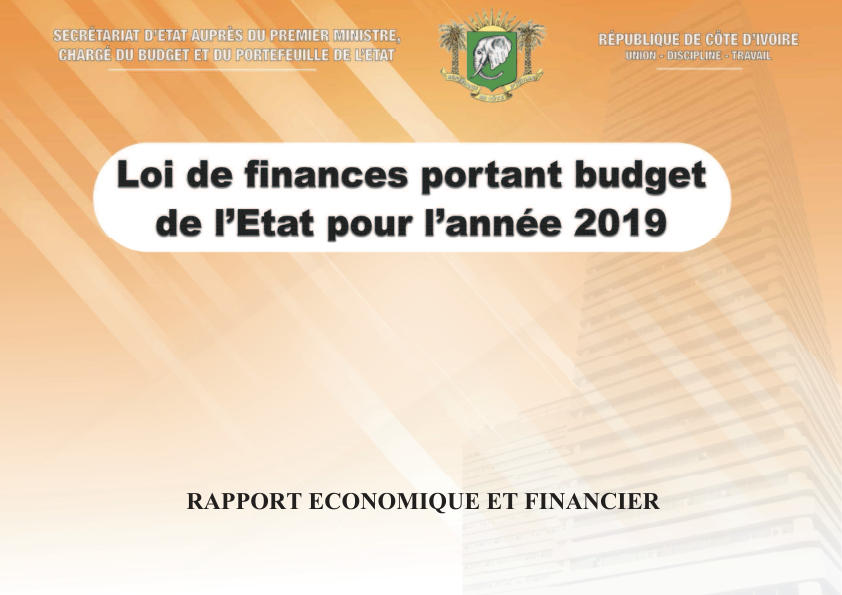 SECRÉTARIAT D'ETAT AUPRÈS DU PREMIER MINISTRE,
CHARGÉ DU BUDGET ET DU PORTEFEUILLE DE L'ETAT
RÉPUBLIQUE DE CÔTE D'IVOIRE
UNION - DISCIPLINE - TRAVAIL
Loi de finances portant budget
de l'Etat pour l'année 2019
RAPPORT ECONOMIQUE ET FINANCIER